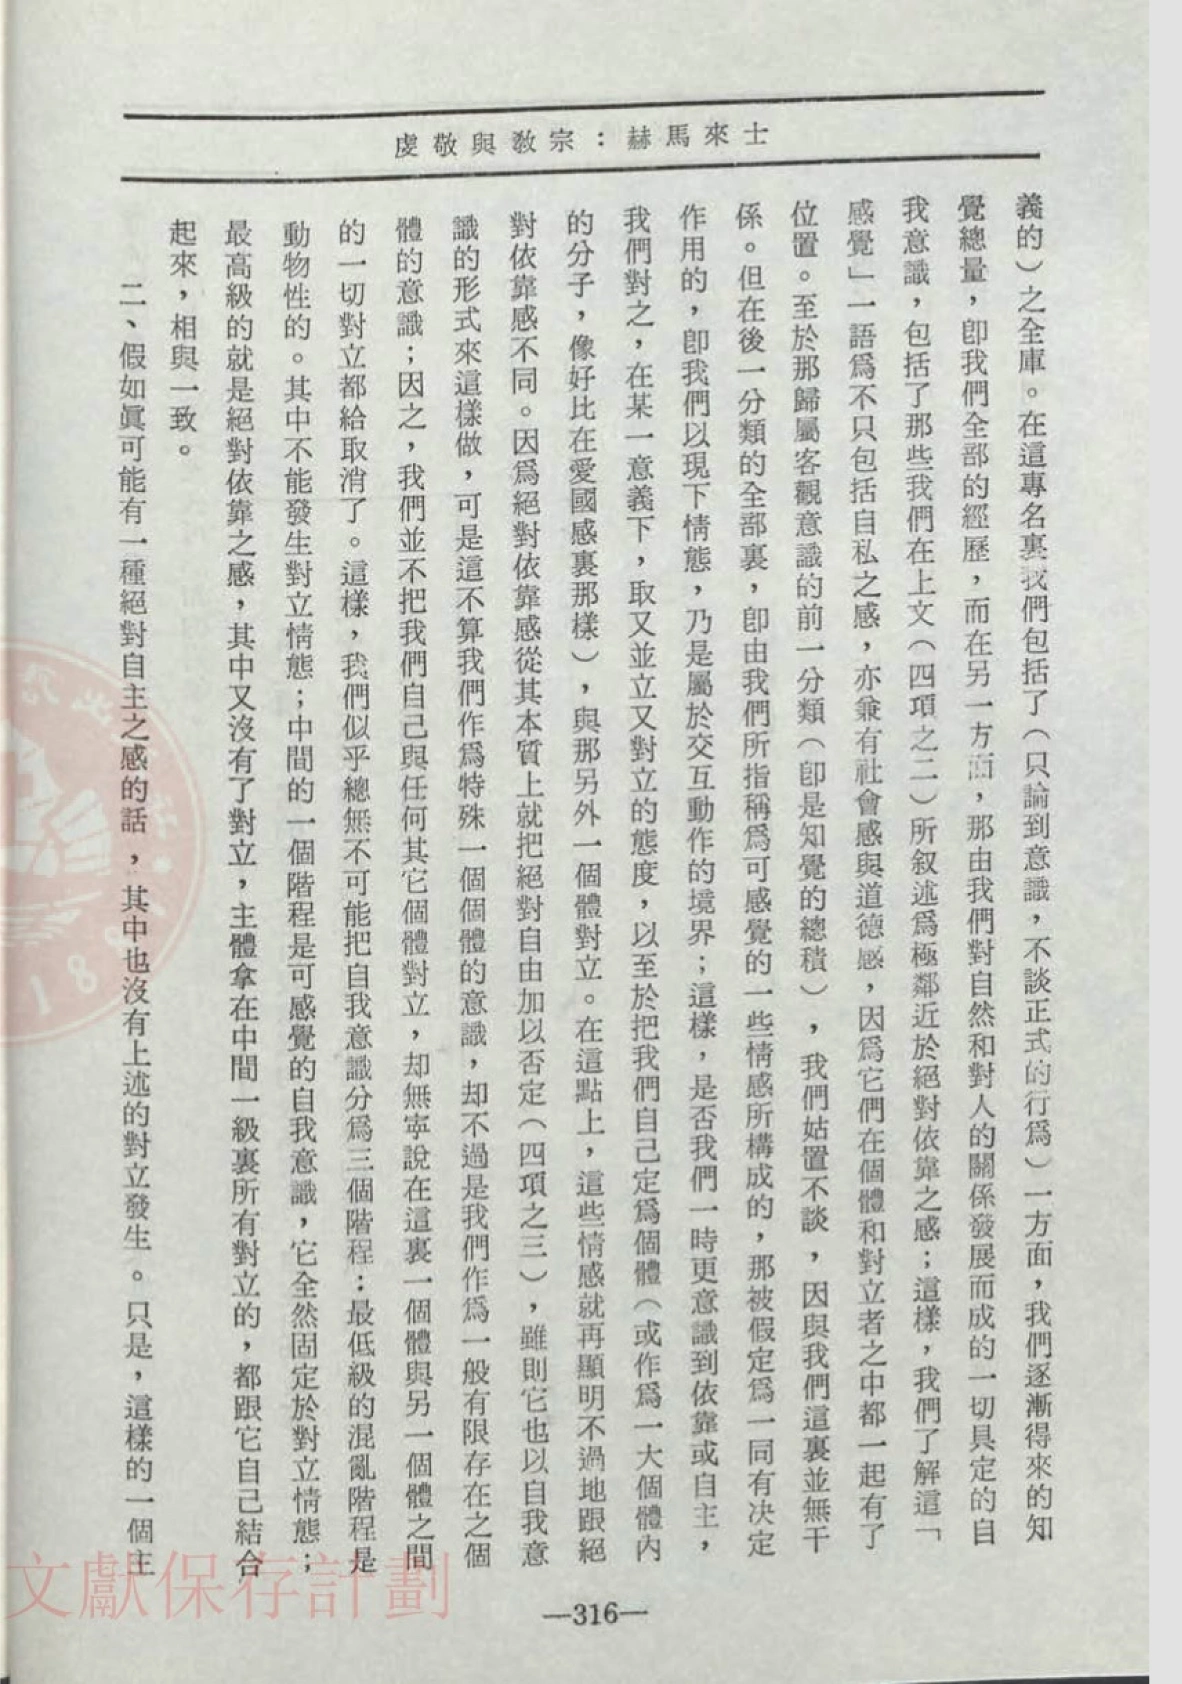 士來馬赫：宗教與敬虔
義的）之全庫。在這專名裏我們包括了（只論到意識，不談正式的行爲）一方面，我們逐漸得來的知
覺總量，卽我們全部的經歷，而在另一方面，那由我們對自然和對人的關係發展而成的一切具定的自
我意識，包括了那些我們在上文（四項之二）所叙述爲極鄰近於絕對依靠之感；這樣，我們了解這「
感覺」一語爲不只包括自私之感，亦兼有社會感與道德感，因爲它們在個體和對立者之中都一起有了
位置。至於那歸屬客觀意識的前一分類（卽是知覺的總積），我們姑置不談，因與我們這裏並無干
係。但在後一分類的全部裏，卽由我們所指稱爲可感覺的一些情感所構成的，那被假定爲一同有決定
作用的，卽我們以現下情態，乃是屬於交互動作的境界；這樣，是否我們一時更意識到依靠或自主，
我們對之，在某一意義下，取又並立又對立的態度，以至於把我們自己定爲個體（或作爲一大個體內
的分子，像好比在愛國感裏那樣），與那另外一個體對立。在這點上，這些情感就再顯明不過地跟絕
對依靠感不同。因爲絕對依靠感從其本質上就把絕對自由加以否定（四項之三），雖則它也以自我意
識的形式來這樣做，可是這不算我們作爲特殊一個個體的意識，却不過是我們作爲一般有限存在之個
體的意識；因之，我們並不把我們自己與任何其它個體對立，却無寧說在這裏一個體與另一個體之間
的一切對立都給取消了。這樣，我們似乎總無不可能把自我意識分爲三個階程：最低級的混亂階程是
動物性的。其中不能發生對立情態；中間的一個階程是可感覺的自我意識，它全然固定於對立情態；
最高級的就是絕對依靠之感，其中又沒有了對立，主體拿在中間一級裏所有對立的，都跟它自己結合
起來，相與一致。
二、假如眞可能有一種絕對自主之感的話，其中也沒有上述的對立發生。只是，這樣的一個主
—316—
文獻保存計劃